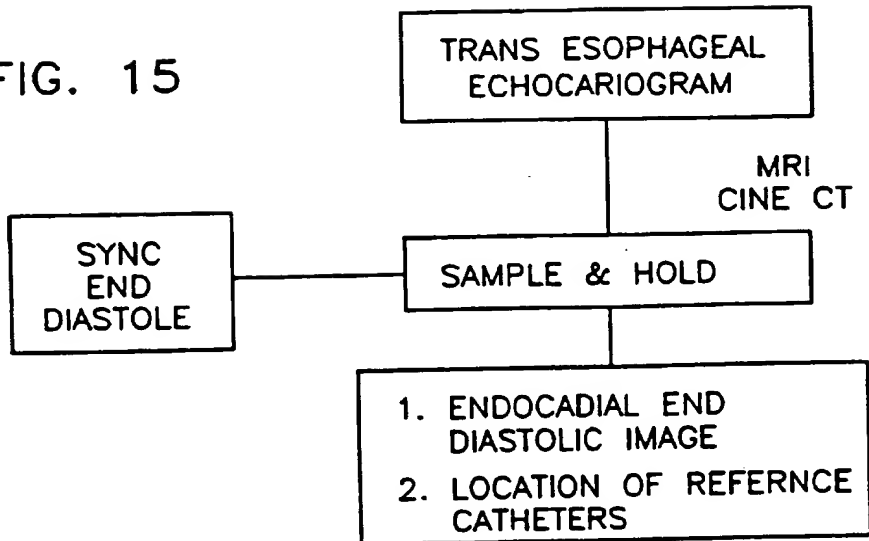 FIG. 15
TRANS ESOPHAGEAL
ECHOCARIOGRAM
MRI
CINE CT
SYNC
END
DIASTOLE
SAMPLE & HOLD
1. ENDOCADIAL END
DIASTOLIC IMAGE
2. LOCATION OF REFERNCE
CATHETERS